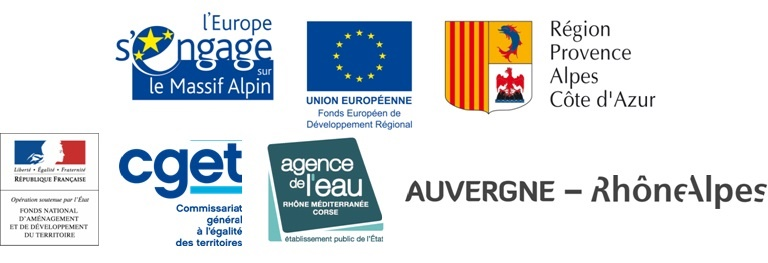 l'Europe
s'engage
sur
le Massif Alpin
UNION EUROPÉENNE
Fonds Européen de
Développement Régional
Région
Provence
Alpes
Côte d'Azur
Liberté • Égalité • Fraternité
RÉPUBLIQUE FRANÇAISE
Opération soutenue par l'État
FONDS NATIONAL
D'AMÉNAGEMENT
ET DE DÉVELOPPEMENT
DU TERRITOIRE
cget
Commissariat
général
à l'égalité
des territoires
agence
de l'eau
RHÔNE MÉDITERRANÉE
CORSE
établissement public de l'État
AUVERGNE – RhôneAlpes